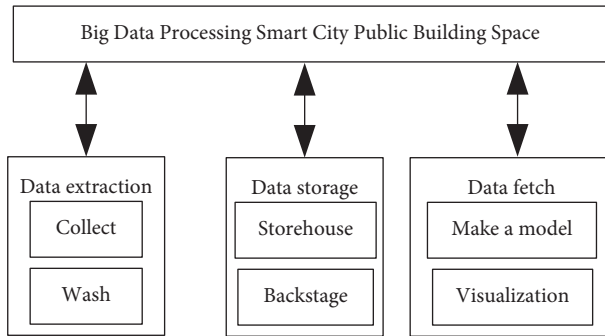 Big Data Processing Smart City Public Building Space
Data extraction
Collect
Wash
Data storage
Storehouse
Backstage
Data fetch
Make a model
Visualization